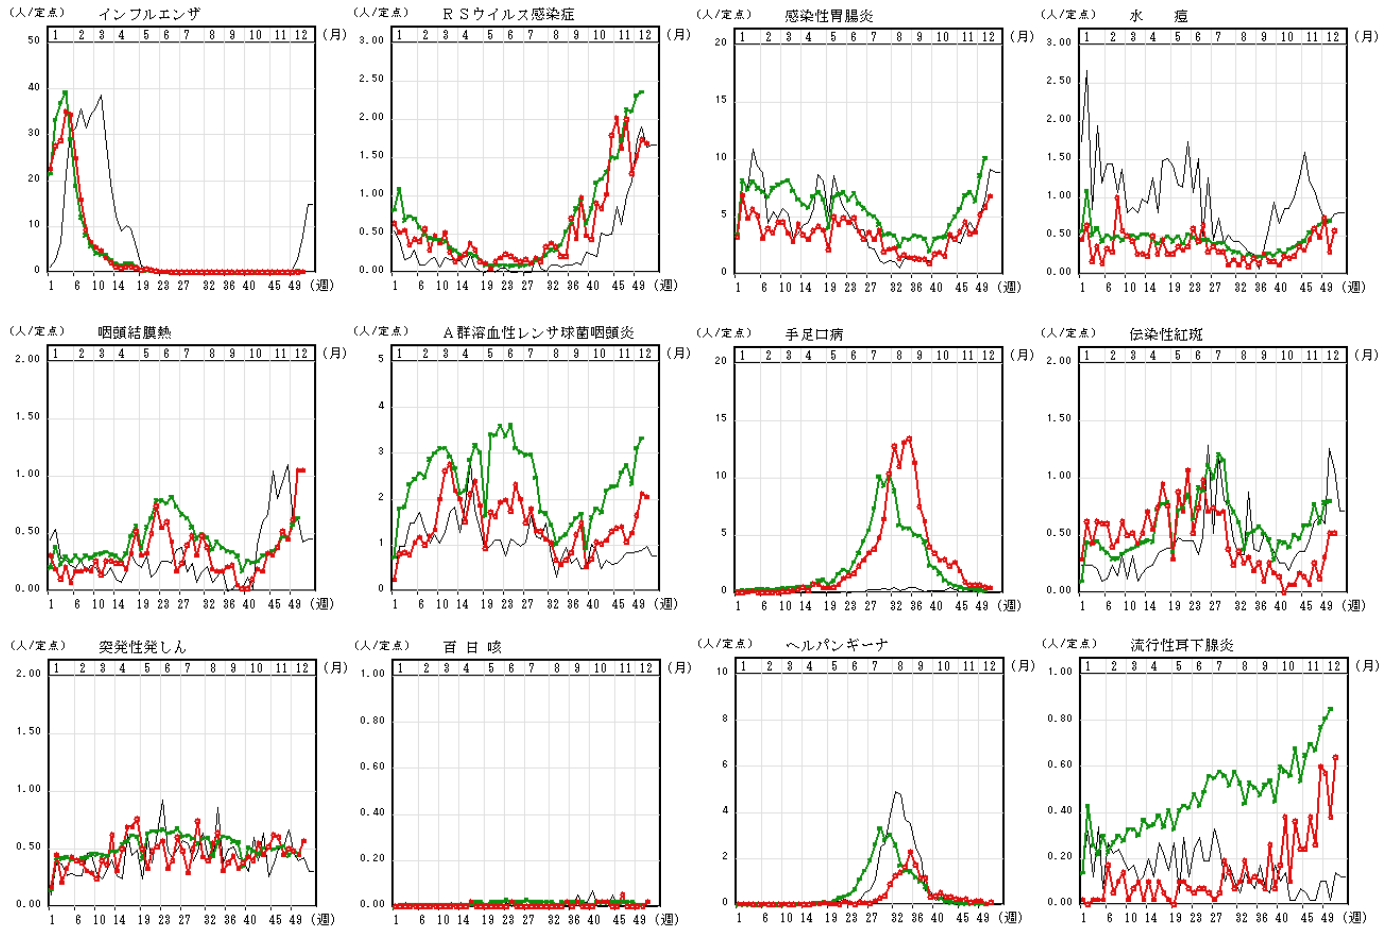 (人/定点) インフルエンザ
1 2 3 4 5 6 7 8 9 10 11 12 (月)
50
40
30
20
10
0
1 6 10 14 19 23 27 32 36 40 45 49 (週)
(人/定点) ＲＳウイルス感染症
1 2 3 4 5 6 7 8 9 10 11 12 (月)
3.00
2.50
2.00
1.50
1.00
0.50
0.00
1 6 10 14 19 23 27 32 36 40 45 49 (週)
(人/定点) 感染性胃腸炎
1 2 3 4 5 6 7 8 9 10 11 12 (月)
20
15
10
5
0
1 6 10 14 19 23 27 32 36 40 45 49 (週)
(人/定点) 水 痘
1 2 3 4 5 6 7 8 9 10 11 12 (月)
3.00
2.50
2.00
1.50
1.00
0.50
0.00
1 6 10 14 19 23 27 32 36 40 45 49 (週)
(人/定点) 咽頭結膜熱
1 2 3 4 5 6 7 8 9 10 11 12 (月)
2.00
1.50
1.00
0.50
0.00
1 6 10 14 19 23 27 32 36 40 45 49 (週)
(人/定点) Ａ群溶血性レンサ球菌咽頭炎
1 2 3 4 5 6 7 8 9 10 11 12 (月)
5
4
3
2
1
0
1 6 10 14 19 23 27 32 36 40 45 49 (週)
(人/定点) 手足口病
1 2 3 4 5 6 7 8 9 10 11 12 (月)
20
15
10
5
0
1 6 10 14 19 23 27 32 36 40 45 49 (週)
(人/定点) 伝染性紅斑
1 2 3 4 5 6 7 8 9 10 11 12 (月)
2.00
1.50
1.00
0.50
0.00
1 6 10 14 19 23 27 32 36 40 45 49 (週)
(人/定点) 突発性発しん
1 2 3 4 5 6 7 8 9 10 11 12 (月)
2.00
1.50
1.00
0.50
0.00
1 6 10 14 19 23 27 32 36 40 45 49 (週)
(人/定点) 百 日 咳
1 2 3 4 5 6 7 8 9 10 11 12 (月)
1.00
0.80
0.60
0.40
0.20
0.00
1 6 10 14 19 23 27 32 36 40 45 49 (週)
(人/定点) ヘルパンギーナ
1 2 3 4 5 6 7 8 9 10 11 12 (月)
10
8
6
4
2
0
1 6 10 14 19 23 27 32 36 40 45 49 (週)
(人/定点) 流行性耳下腺炎
1 2 3 4 5 6 7 8 9 10 11 12 (月)
1.00
0.80
0.60
0.40
0.20
0.00
1 6 10 14 19 23 27 32 36 40 45 49 (週)